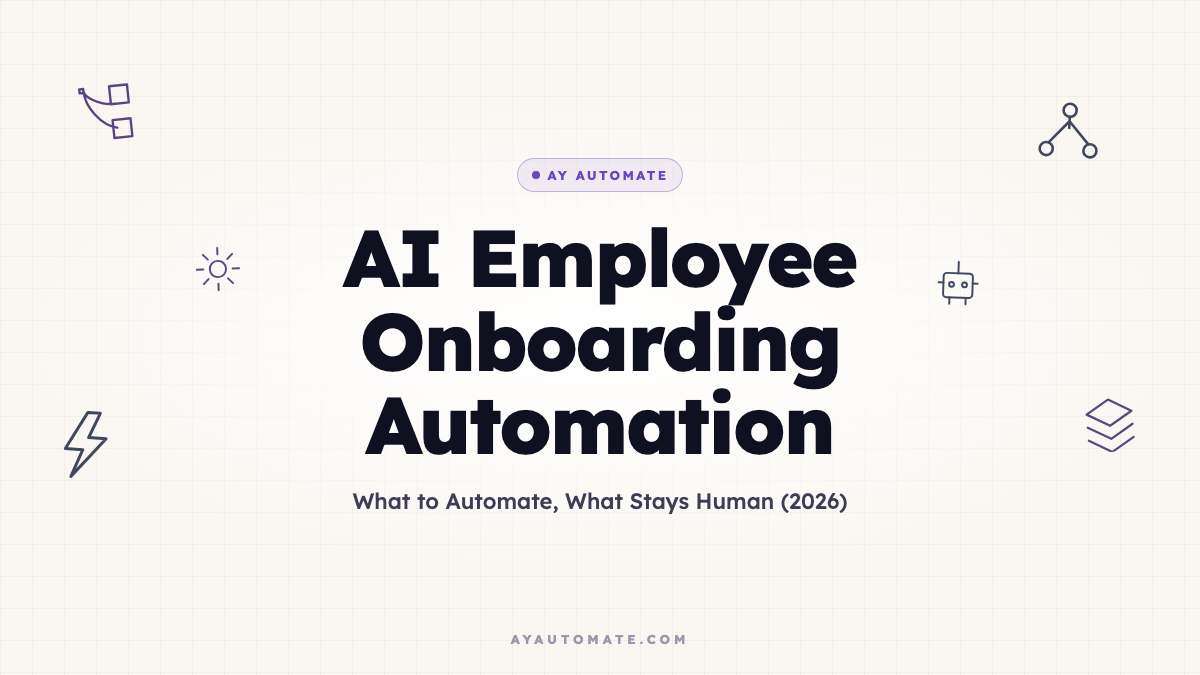 AY AUTOMATE
AI Employee
Onboarding
Automation
What to Automate, What Stays Human (2026)
AYAUTOMATE.COM